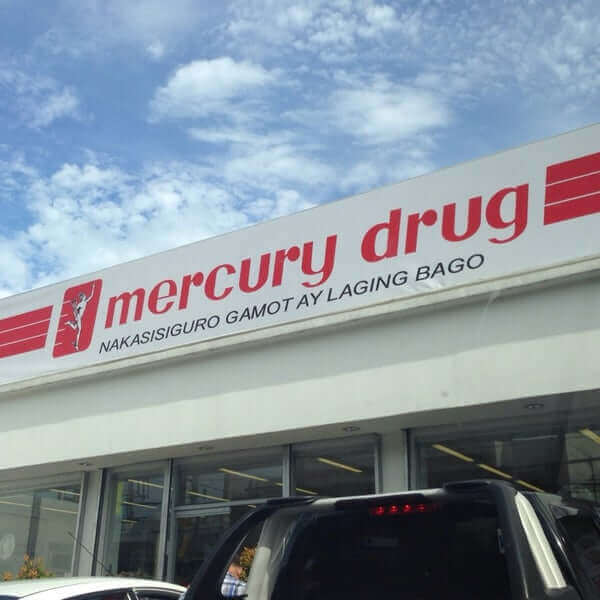 mercury drug
NAKASISIGURO GAMOT AY LAGING BAGO